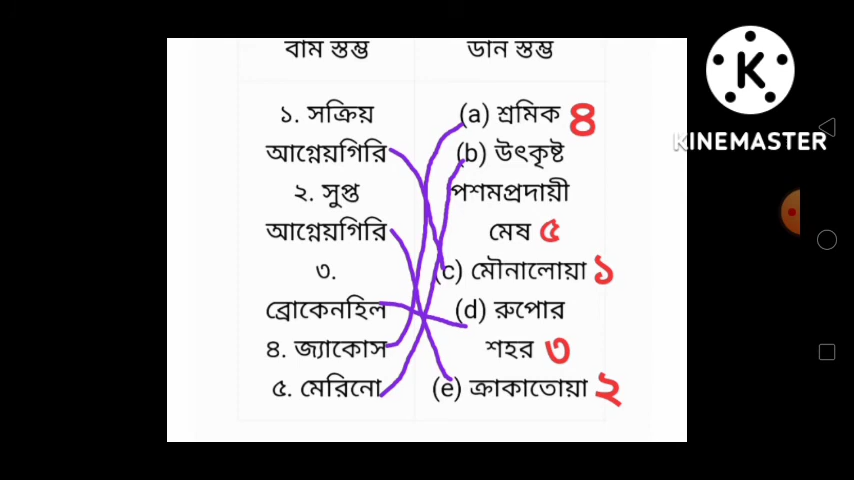 বাম স্তম্ভ ডান স্তম্ভ
১. সক্রিয় (a) শ্রমিক ৪
আগ্নেয়গিরি (b) উৎকৃষ্ট
২. সুপ্ত পশমপ্রদায়ী
আগ্নেয়গিরি মেষ ৫
৩. (c) মৌনালোয়া ১
ব্রোকেনহিল (d) রুপোর
৪. জ্যাকোস শহর ৩
৫. মেরিনো (e) ক্রাকাতোয়া ২
K
KINEMASTER